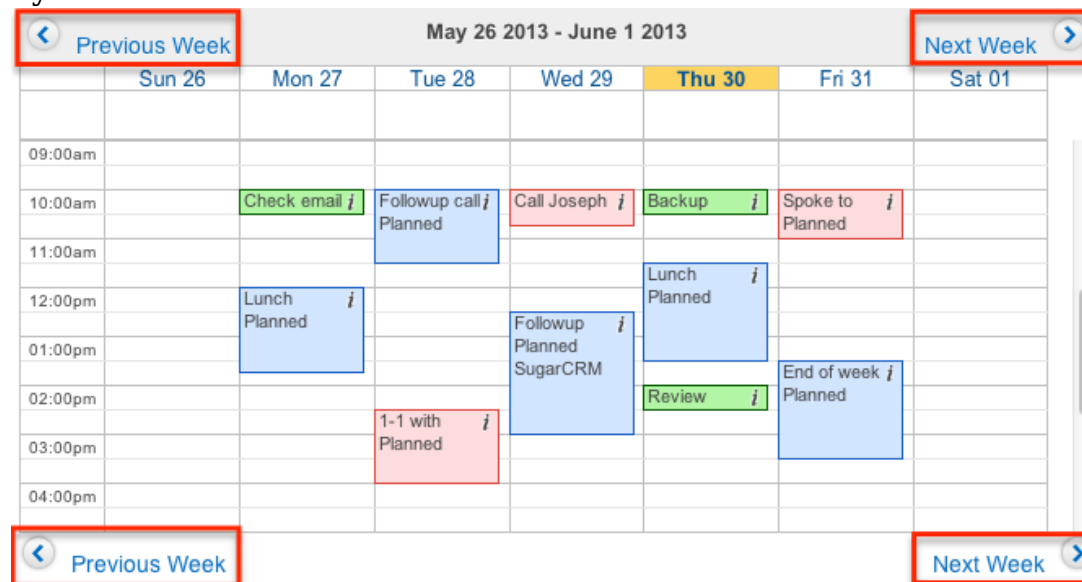 Previous Week
May 26 2013 - June 1 2013
Next Week
Sun 26
Mon 27
Tue 28
Wed 29
Thu 30
Fri 31
Sat 01
09:00am
10:00am
Check email i
Followup call i
Planned
Call Joseph i
Backup i
Spoke to i
Planned
11:00am
Lunch i
Planned
12:00pm
Lunch i
Planned
Followup i
Planned
SugarCRM
01:00pm
End of week i
Planned
02:00pm
Review i
1-1 with i
Planned
03:00pm
04:00pm
Previous Week
Next Week